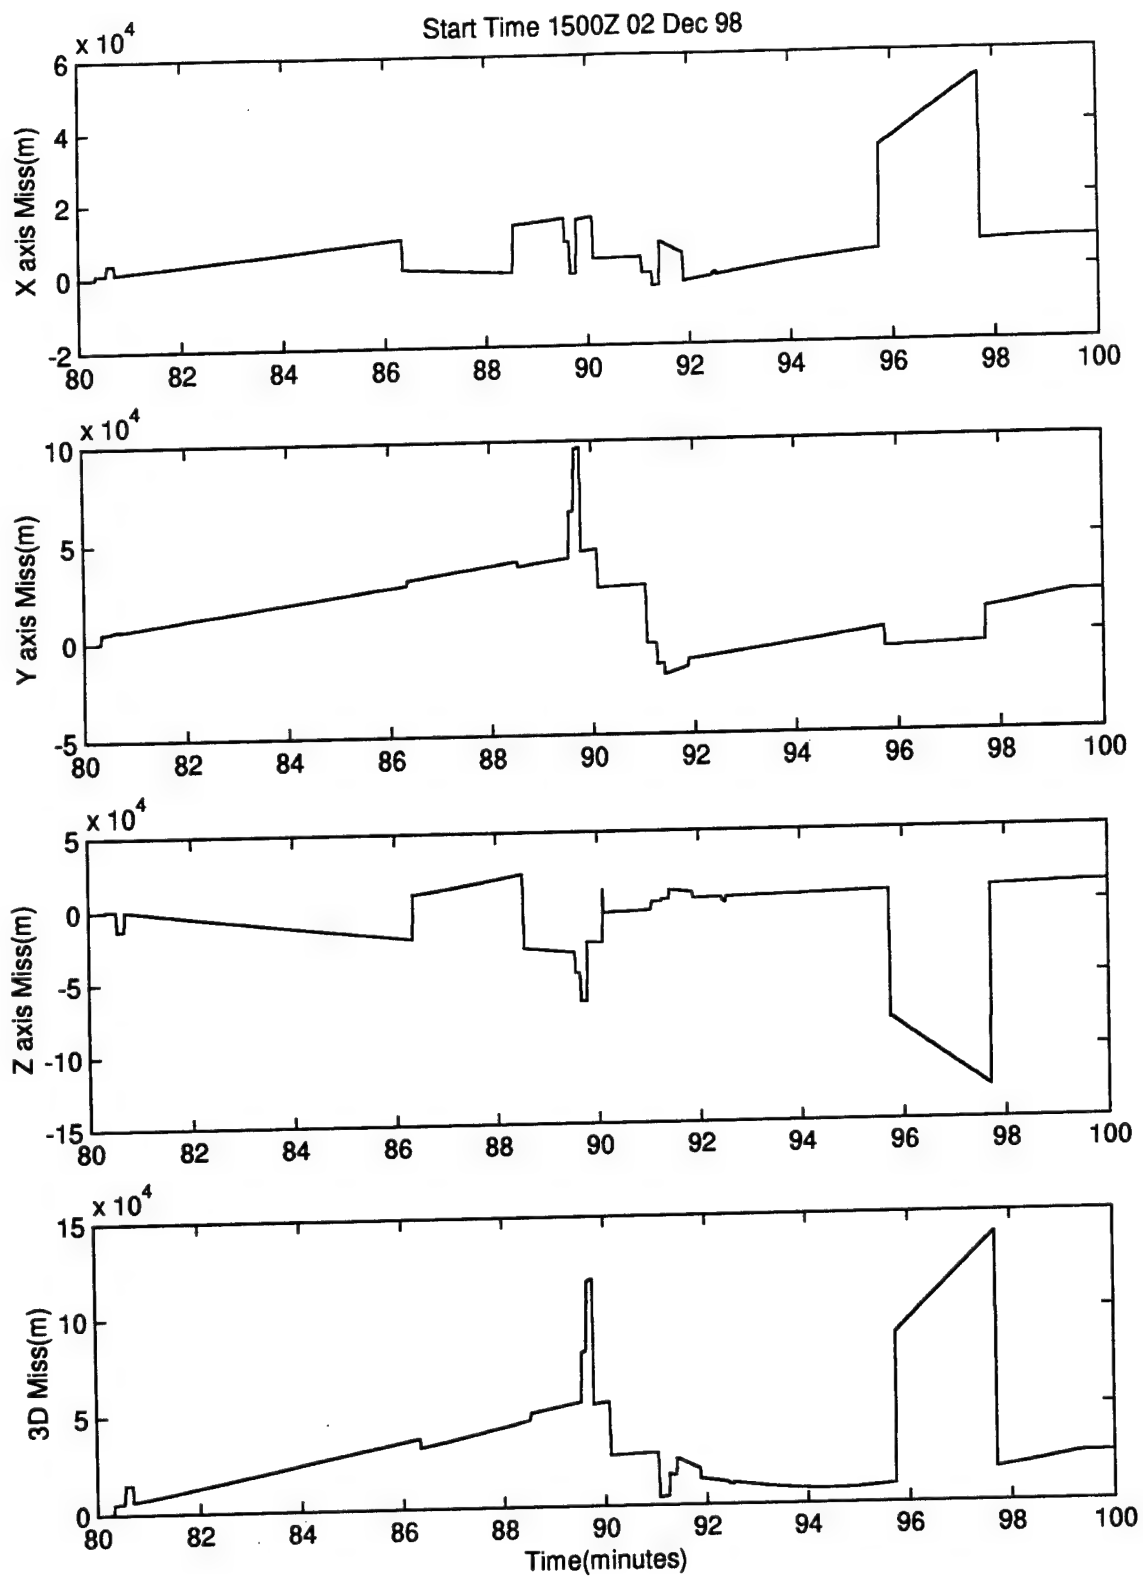 Start Time 1500Z 02 Dec 98
x 10^4
6
4
2
0
-2
X axis Miss(m)
80 82 84 86 88 90 92 94 96 98 100
x 10^4
10
5
0
-5
Y axis Miss(m)
80 82 84 86 88 90 92 94 96 98 100
x 10^4
5
0
-5
-10
-15
Z axis Miss(m)
80 82 84 86 88 90 92 94 96 98 100
x 10^4
15
10
5
0
3D Miss(m)
80 82 84 86 88 90 92 94 96 98 100
Time(minutes)